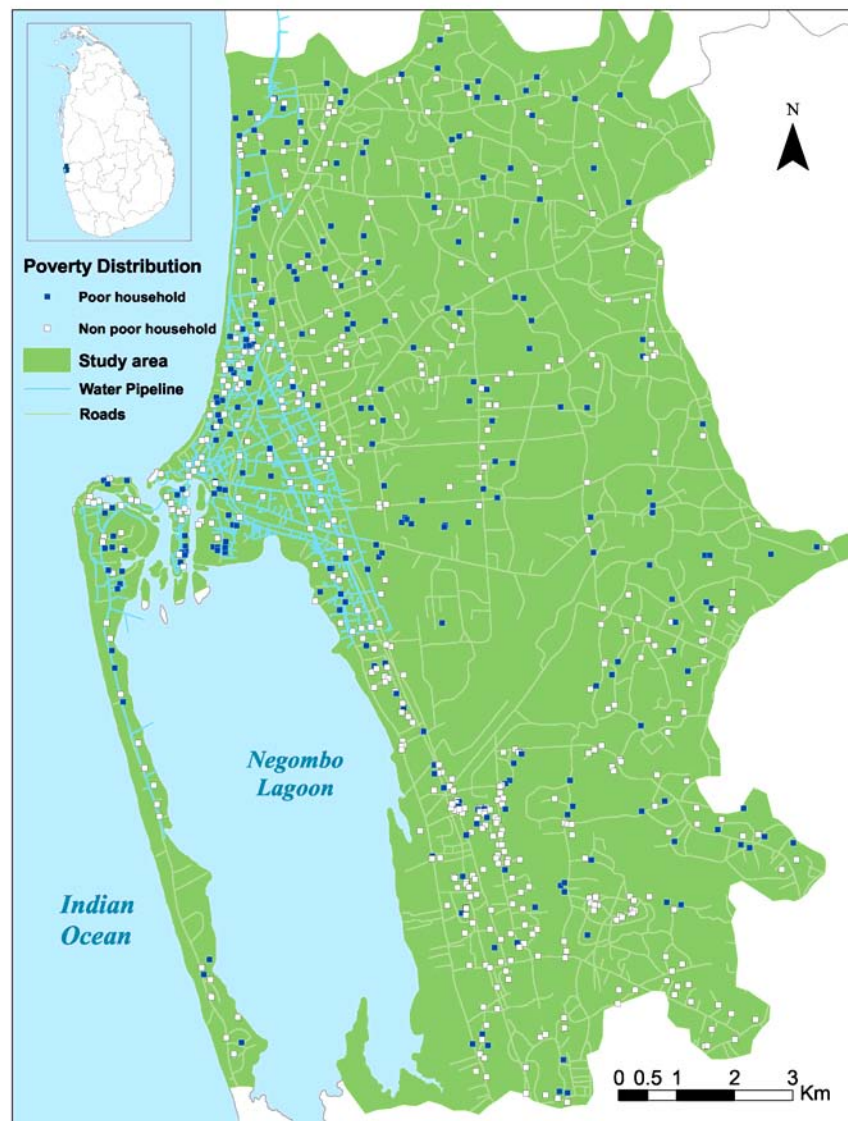 N
Poverty Distribution
Poor household
Non poor household
Study area
Water Pipeline
Roads
Negombo
Lagoon
Indian
Ocean
0 0.5 1 2 3
Km